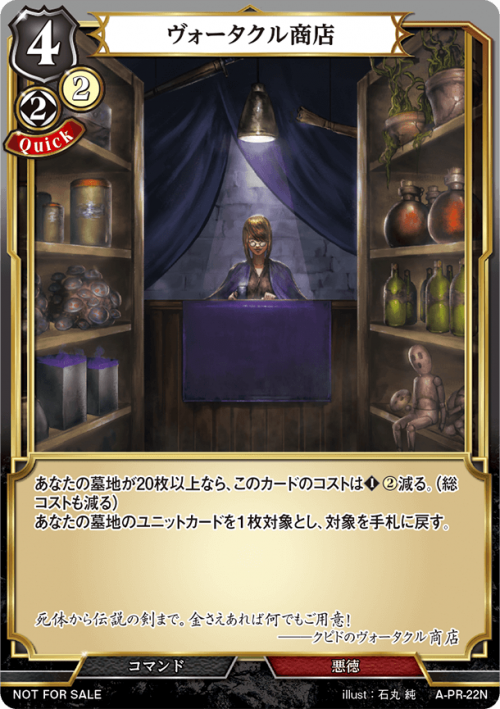 ヴォータクル商店
4
2
2
Quick
あなたの墓地が20枚以上なら、このカードのコストは❶②減る。(総
コストも減る)
あなたの墓地のユニットカードを1枚対象とし、対象を手札に戻す。
死体から伝説の剣まで。金さえあれば何でもご用意!
――クピドのヴォータクル商店
コマンド
悪徳
NOT FOR SALE
illust:石丸 純
A-PR-22N